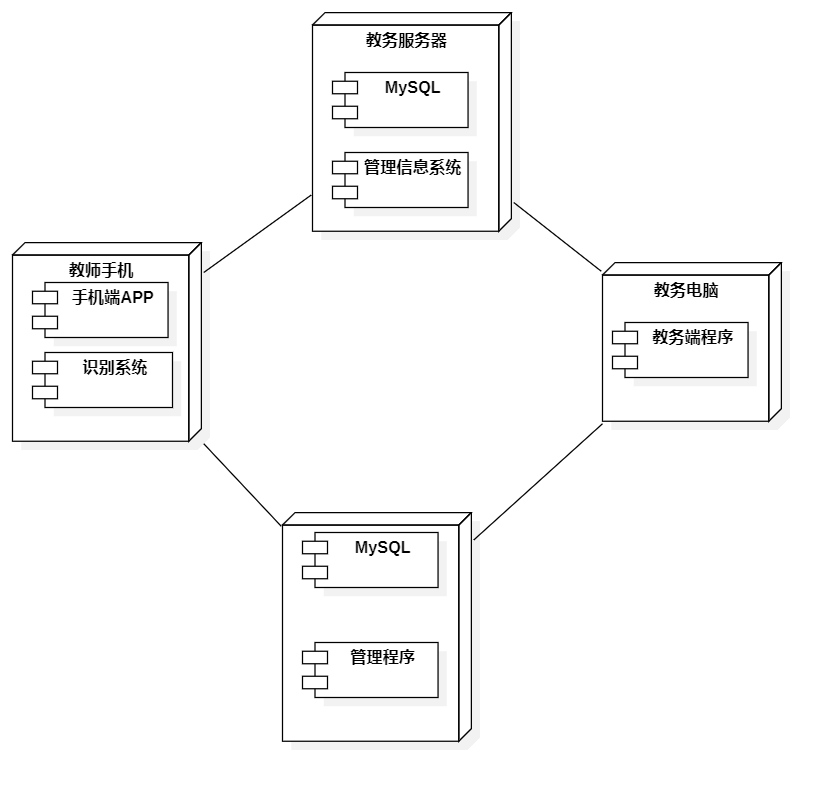 教务服务器
MySQL
管理信息系统
教师手机
手机端APP
识别系统
教务电脑
教务端程序
MySQL
管理程序